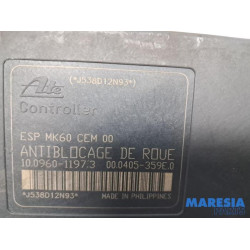 (*J538D12N93*)
Ate
Controller
ESP MK60 CEM 00
ANTIBLOCAGE DE ROUE
10.0960-1197.3 00.0405-359E.0
*J538D12N93*
MADE IN PHILIPPINES
MARESIA
PARTS